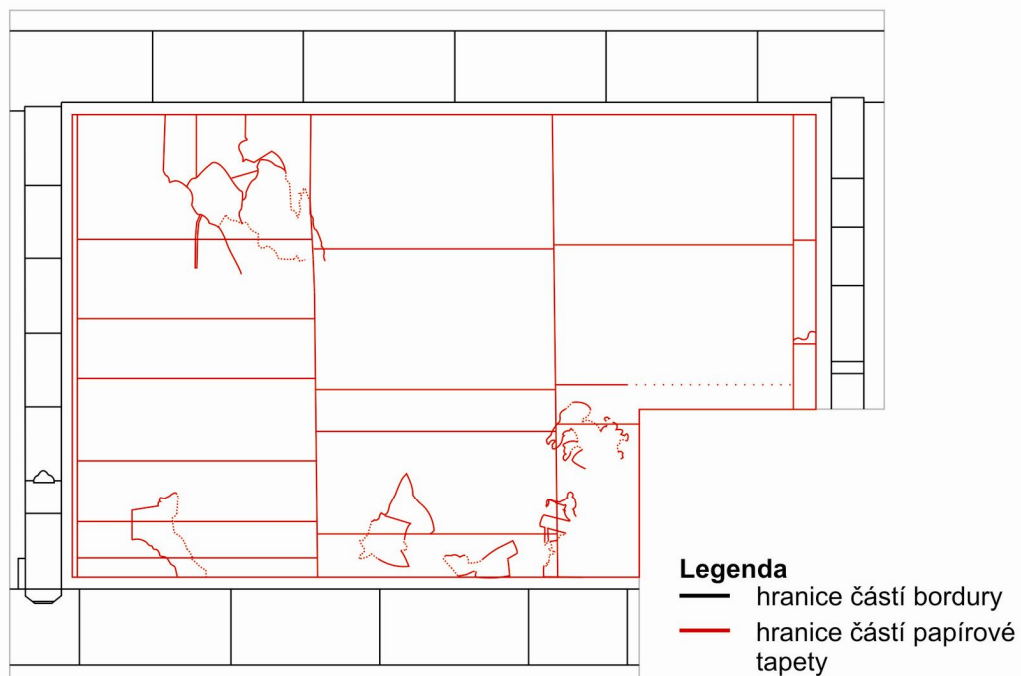 Legenda
hranice částí bordury
hranice částí papírové
tapety